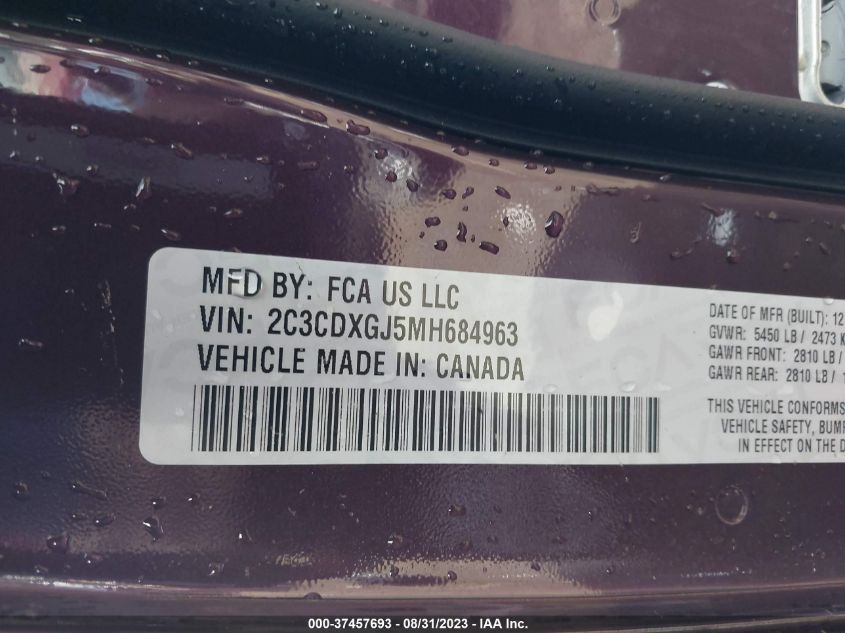 MFD BY: FCA US LLC
VIN: 2C3CDXGJ5MH684963
VEHICLE MADE IN: CANADA
DATE OF MFR (BUILT): 12
GVWR: 5450 LB / 2473 K
GAWR FRONT: 2810 LB /
GAWR REAR: 2810 LB / 1
THIS VEHICLE CONFORMS
VEHICLE SAFETY, BUMP
IN EFFECT ON THE D
000-37457693 - 08/31/2023 - IAA Inc.